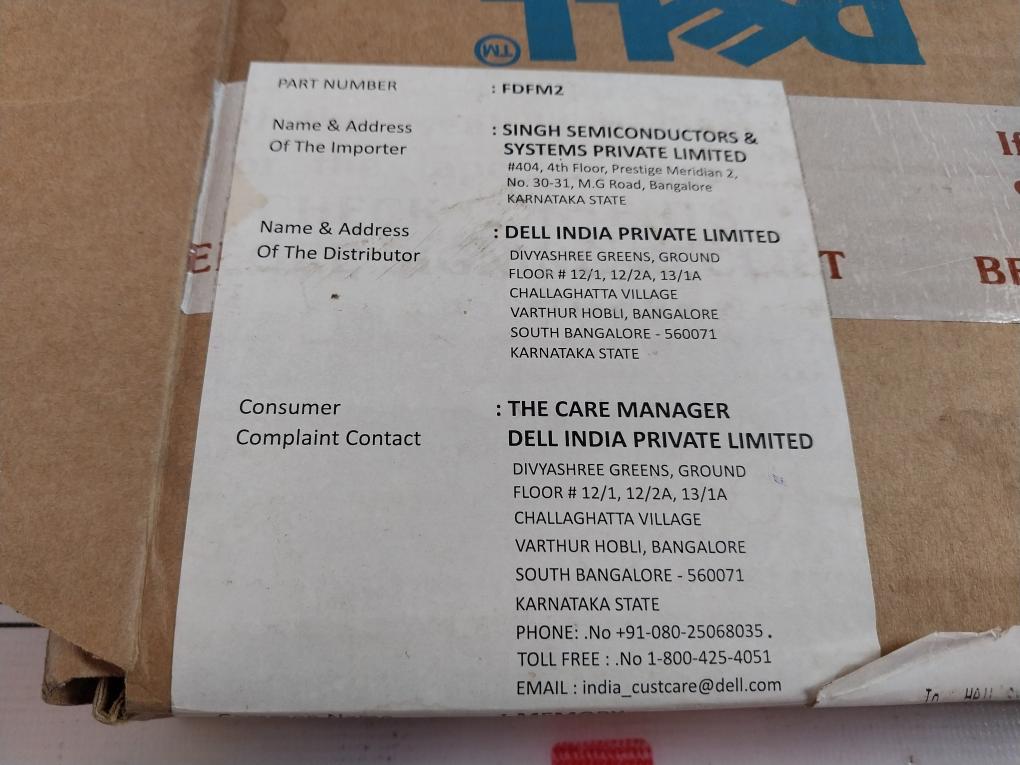 DELL
TM
PART NUMBER : FDFM2
Name & Address : SINGH SEMICONDUCTORS &
Of The Importer SYSTEMS PRIVATE LIMITED
#404, 4th Floor, Prestige Meridian 2,
No. 30-31, M.G Road, Bangalore
KARNATAKA STATE
Name & Address : DELL INDIA PRIVATE LIMITED
Of The Distributor
DIVYASHREE GREENS, GROUND
FLOOR # 12/1, 12/2A, 13/1A
CHALLAGHATTA VILLAGE
VARTHUR HOBLI, BANGALORE
SOUTH BANGALORE - 560071
KARNATAKA STATE
Consumer : THE CARE MANAGER
Complaint Contact DELL INDIA PRIVATE LIMITED
DIVYASHREE GREENS, GROUND
FLOOR # 12/1, 12/2A, 13/1A
CHALLAGHATTA VILLAGE
VARTHUR HOBLI, BANGALORE
SOUTH BANGALORE - 560071
KARNATAKA STATE
PHONE: .No +91-080-25068035 .
TOLL FREE : .No 1-800-425-4051
EMAIL : india_custcare@dell.com
If